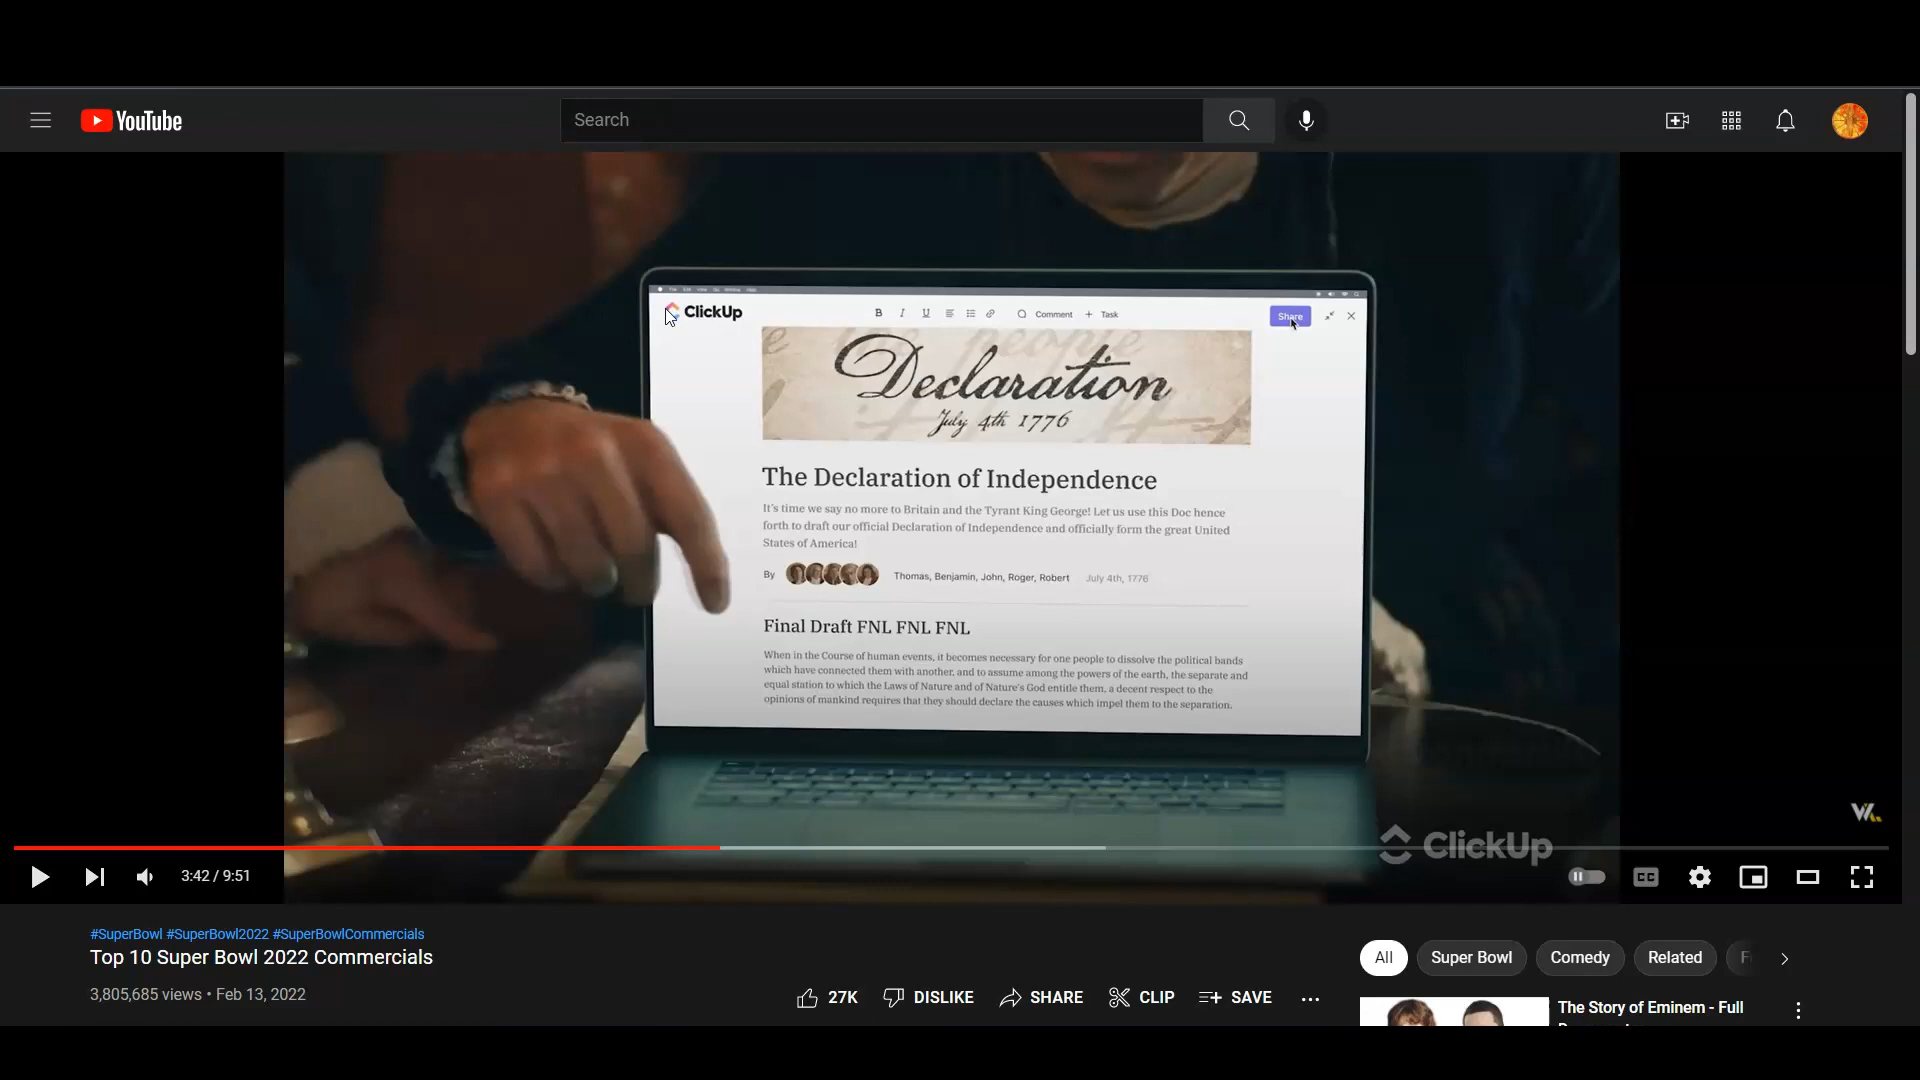 YouTube
Search
ClickUp
B I U Comment + Task
Share
Declaration
July 4th 1776
The Declaration of Independence
It's time we say no more to Britain and the Tyrant King George! Let us use this Doc hence
forth to draft our official Declaration of Independence and officially form the great United
States of America!
By Thomas, Benjamin, John, Roger, Robert July 4th, 1776
Final Draft FNL FNL FNL
When in the Course of human events, it becomes necessary for one people to dissolve the political bands
which have connected them with another, and to assume among the powers of the earth, the separate and
equal station to which the Laws of Nature and of Nature's God entitle them, a decent respect to the
opinions of mankind requires that they should declare the causes which impel them to the separation.
ClickUp
3:42 / 9:51
CC
#SuperBowl #SuperBowl2022 #SuperBowlCommercials
Top 10 Super Bowl 2022 Commercials
3,805,685 views • Feb 13, 2022
27K DISLIKE SHARE CLIP SAVE ...
All Super Bowl Comedy Related
The Story of Eminem - Full